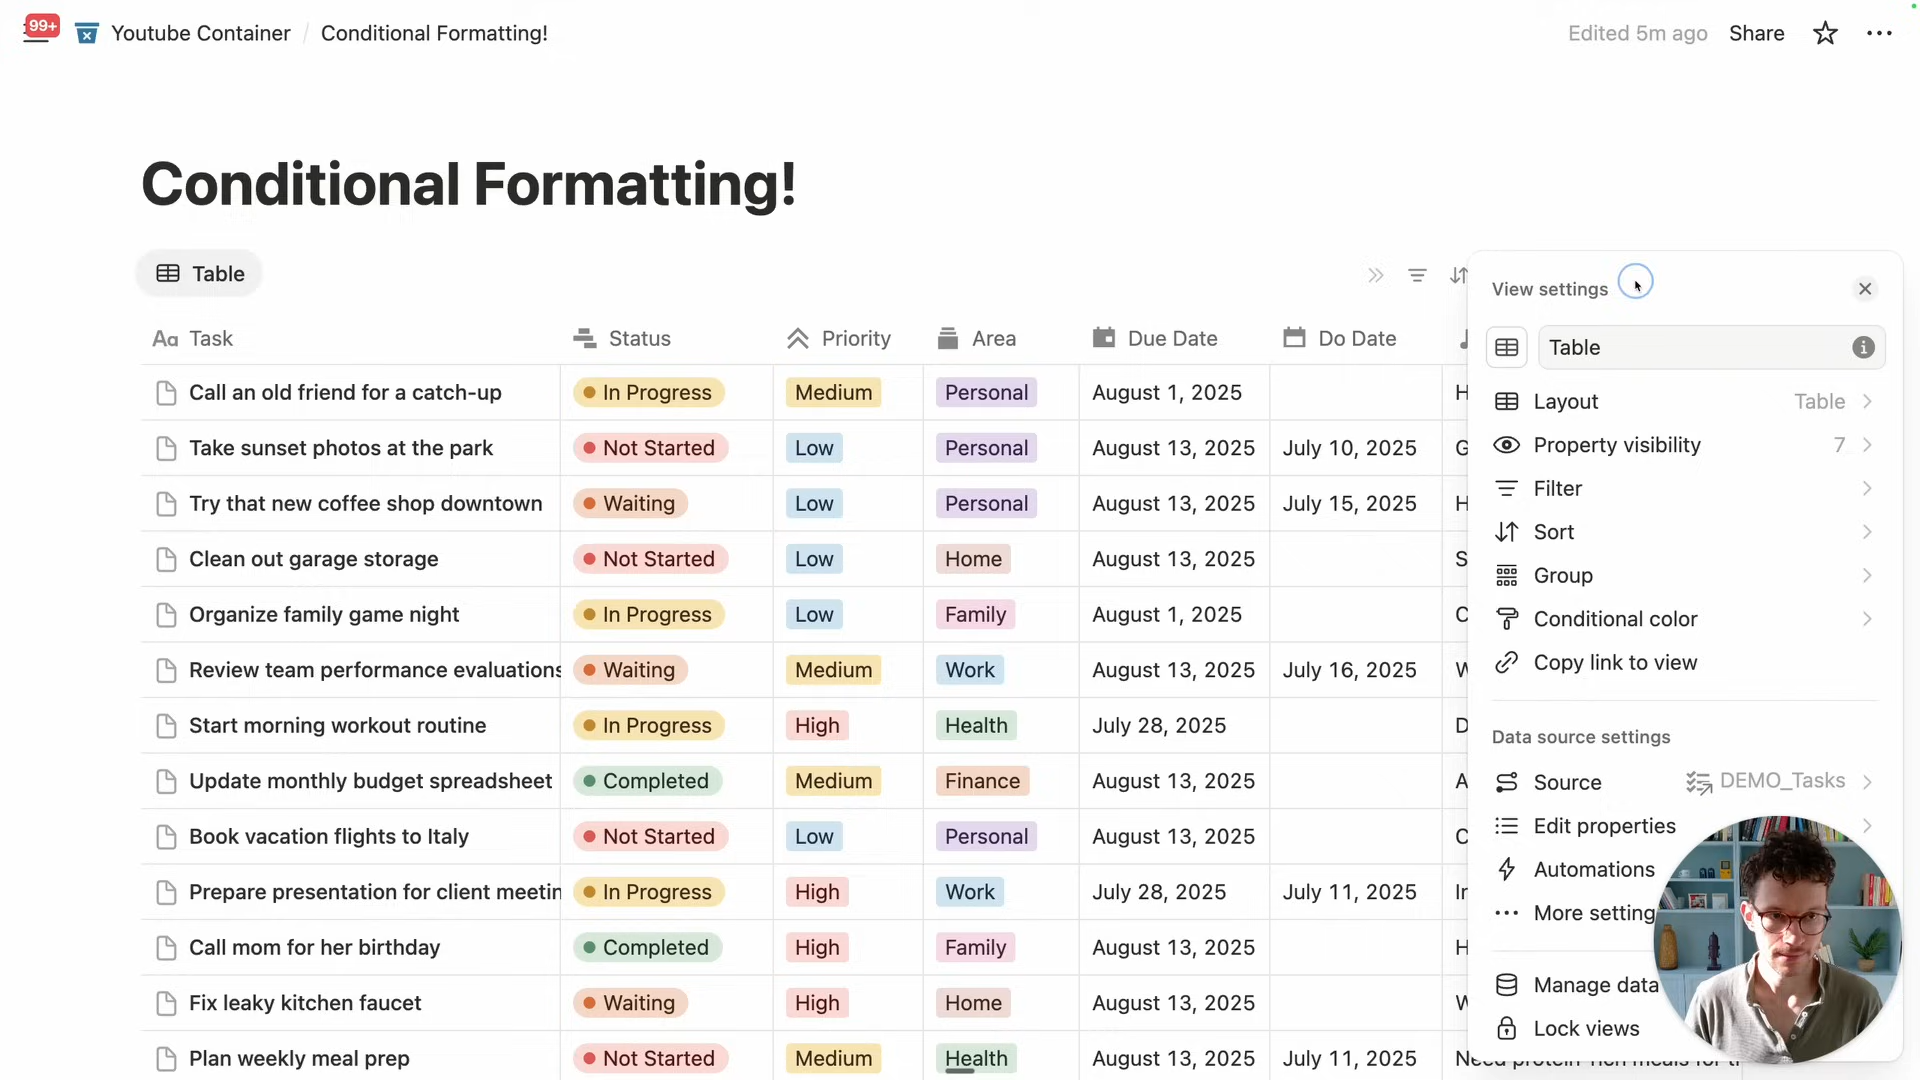 99+ Youtube Container / Conditional Formatting! Edited 5m ago Share
Conditional Formatting!
Table
View settings
Table
Aa Task Status Priority Area Due Date Do Date
Call an old friend for a catch-up In Progress Medium Personal August 1, 2025 H
Take sunset photos at the park Not Started Low Personal August 13, 2025 July 10, 2025 G
Try that new coffee shop downtown Waiting Low Personal August 13, 2025 July 15, 2025 H
Clean out garage storage Not Started Low Home August 13, 2025 S
Organize family game night In Progress Low Family August 1, 2025 C
Review team performance evaluations Waiting Medium Work August 13, 2025 July 16, 2025 W
Start morning workout routine In Progress High Health July 28, 2025 D
Update monthly budget spreadsheet Completed Medium Finance August 13, 2025 A
Book vacation flights to Italy Not Started Low Personal August 13, 2025 C
Prepare presentation for client meetin In Progress High Work July 28, 2025 July 11, 2025 Ir
Call mom for her birthday Completed High Family August 13, 2025 H
Fix leaky kitchen faucet Waiting High Home August 13, 2025 W
Plan weekly meal prep Not Started Medium Health August 13, 2025 July 11, 2025
Layout Table
Property visibility 7
Filter
Sort
Group
Conditional color
Copy link to view
Data source settings
Source DEMO_Tasks
Edit properties
Automations
More setting
Manage data
Lock views